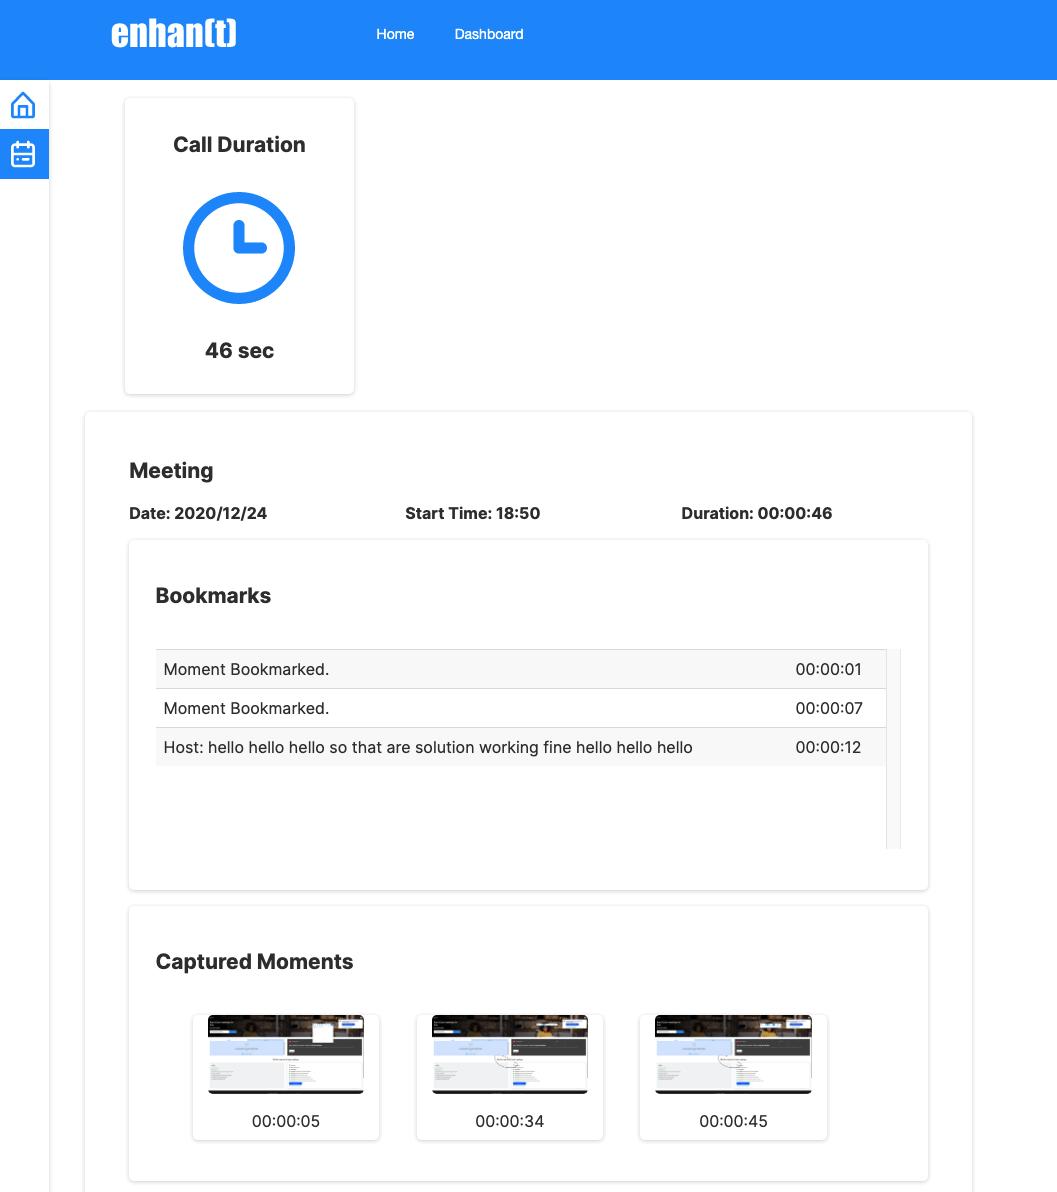 enhan(t)
Home Dashboard
Call Duration
46 sec
Meeting
Date: 2020/12/24 Start Time: 18:50 Duration: 00:00:46
Bookmarks
Moment Bookmarked. 00:00:01
Moment Bookmarked. 00:00:07
Host: hello hello hello so that are solution working fine hello hello hello 00:00:12
Captured Moments
00:00:05 00:00:34 00:00:45